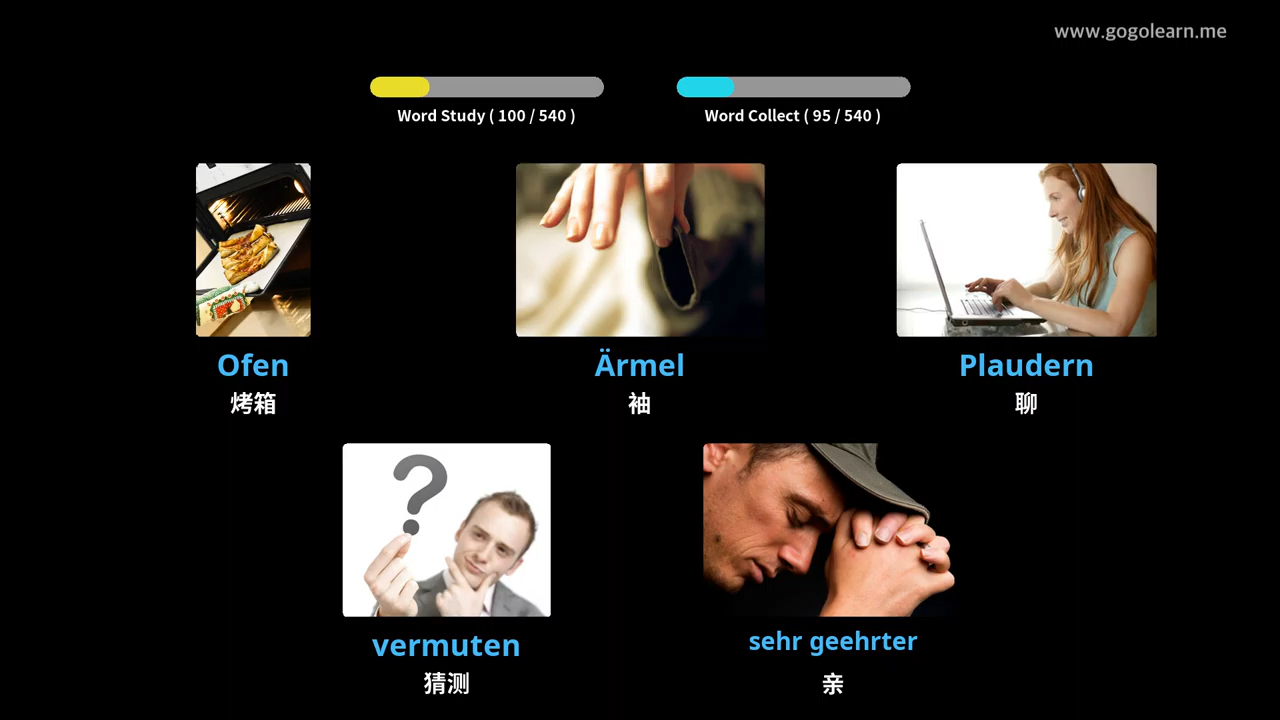 www.gogolearn.me
Word Study ( 100 / 540 )
Word Collect ( 95 / 540 )
Ofen
烤箱
Ärmel
袖
Plaudern
聊
vermuten
猜测
sehr geehrter
亲